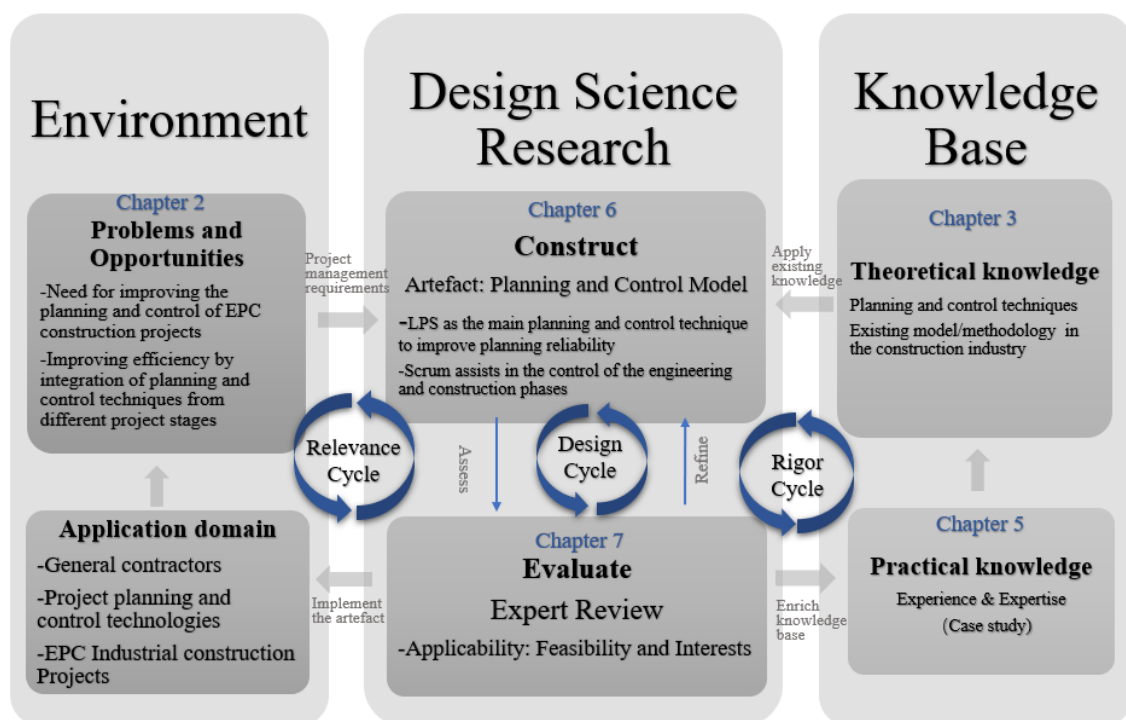 Environment
Chapter 2
Problems and
Opportunities
-Need for improving the
planning and control of EPC
construction projects
-Improving efficiency by
integration of planning and
control techniques from
different project stages
Application domain
-General contractors
-Project planning and
control technologies
-EPC Industrial construction
Projects
Project
management
requirements
Relevance
Cycle
Implement
the artefact
Design Science
Research
Chapter 6
Construct
Artefact: Planning and Control Model
-LPS as the main planning and control technique
to improve planning reliability
-Scrum assists in the control of the engineering
and construction phases
Assess
Design
Cycle
Refine
Chapter 7
Evaluate
Expert Review
-Applicability: Feasibility and Interests
Apply
existing
knowledge
Rigor
Cycle
Enrich
knowledge
base
Knowledge
Base
Chapter 3
Theoretical knowledge
Planning and control techniques
Existing model/methodology in
the construction industry
Chapter 5
Practical knowledge
Experience & Expertise
(Case study)